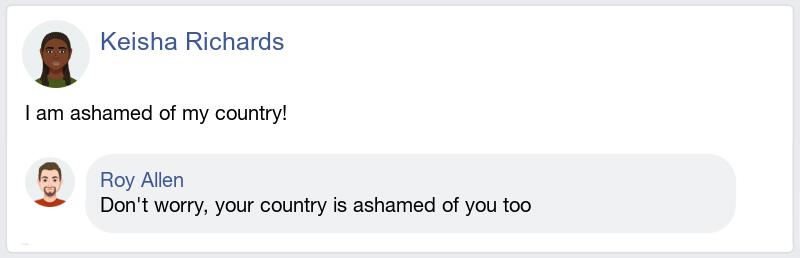 Keisha Richards
I am ashamed of my country!
Roy Allen
Don't worry, your country is ashamed of you too